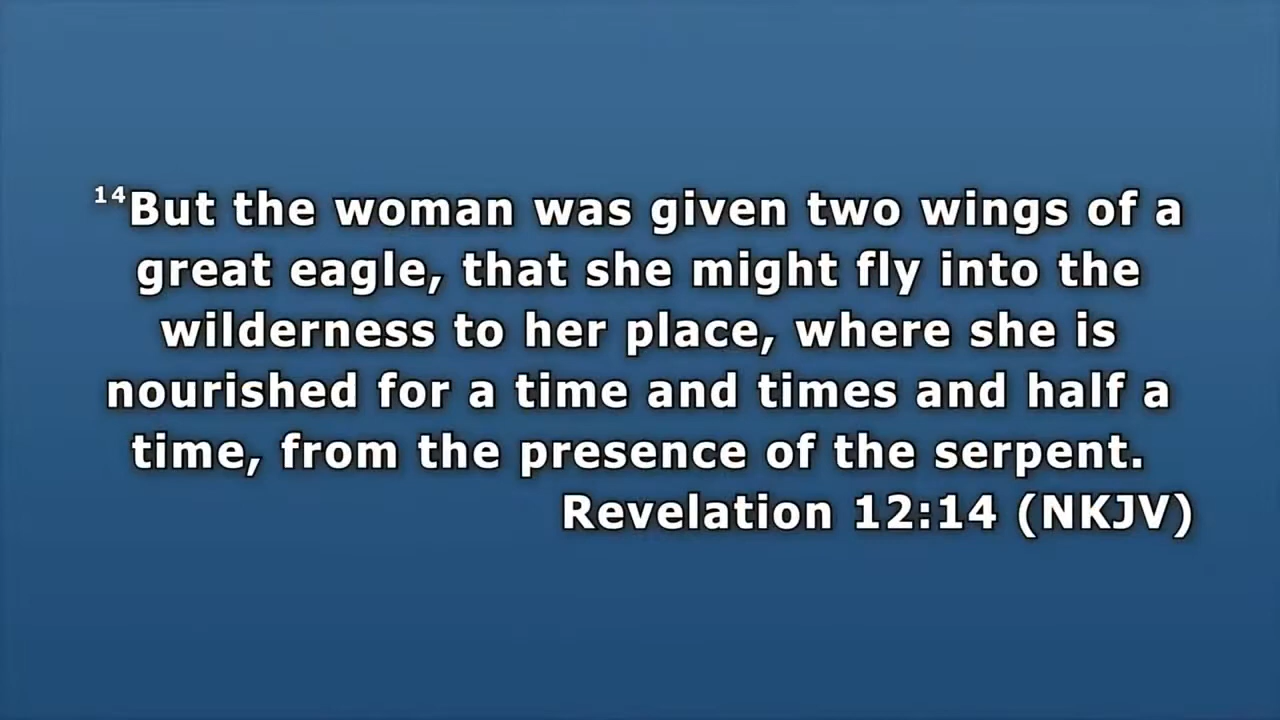 14But the woman was given two wings of a
great eagle, that she might fly into the
wilderness to her place, where she is
nourished for a time and times and half a
time, from the presence of the serpent.
Revelation 12:14 (NKJV)